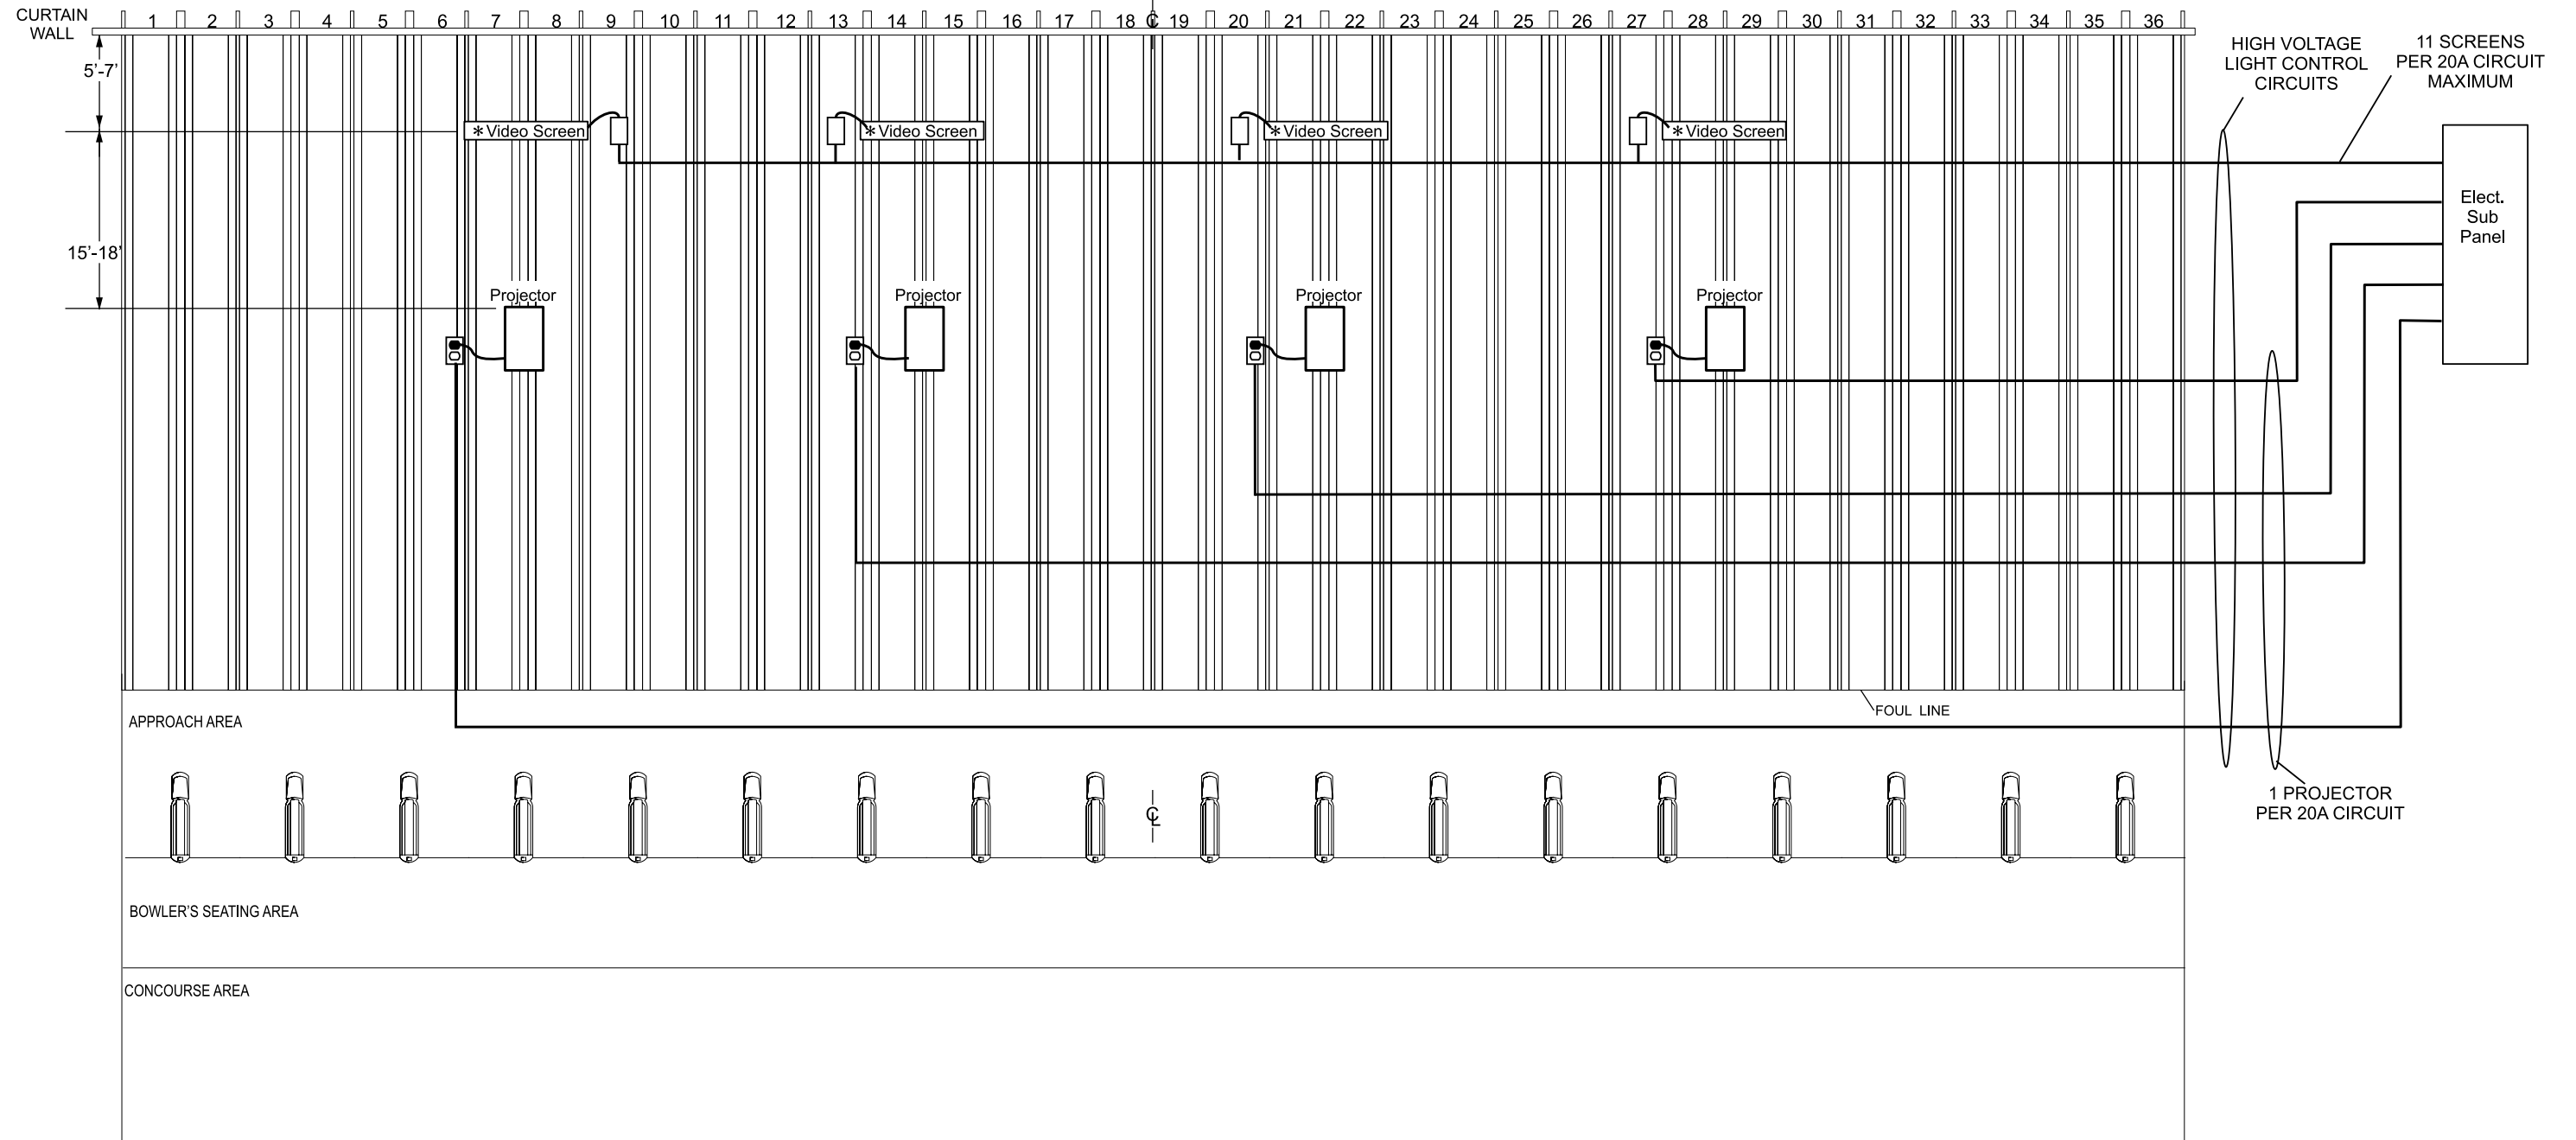 CURTAIN
WALL
1 2 3 4 5 6 7 8 9 10 11 12 13 14 15 16 17 18 ℄ 19 20 21 22 23 24 25 26 27 28 29 30 31 32 33 34 35 36
HIGH VOLTAGE
LIGHT CONTROL
CIRCUITS
11 SCREENS
PER 20A CIRCUIT
MAXIMUM
5’-7’
* Video Screen
* Video Screen
* Video Screen
* Video Screen
Elect.
Sub
Panel
15’-18’
Projector
Projector
Projector
Projector
FOUL LINE
APPROACH AREA
1 PROJECTOR
PER 20A CIRCUIT
℄
BOWLER’S SEATING AREA
CONCOURSE AREA